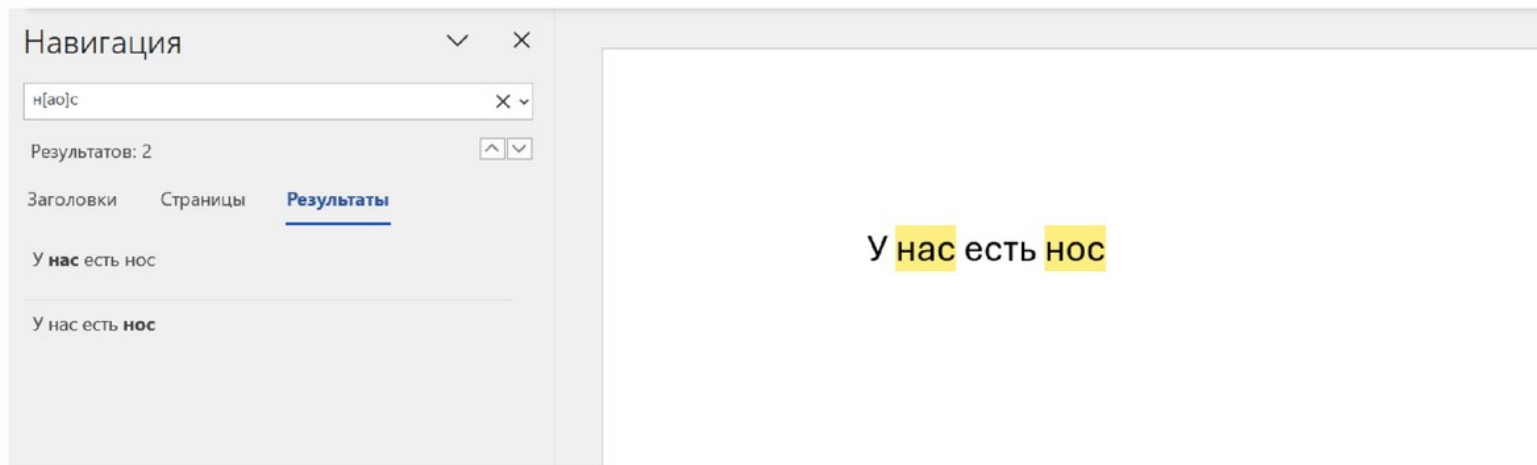 Навигация
н[ао]с
Результатов: 2
Заголовки Страницы Результаты
У нас есть нос
У нас есть нос
У нас есть нос